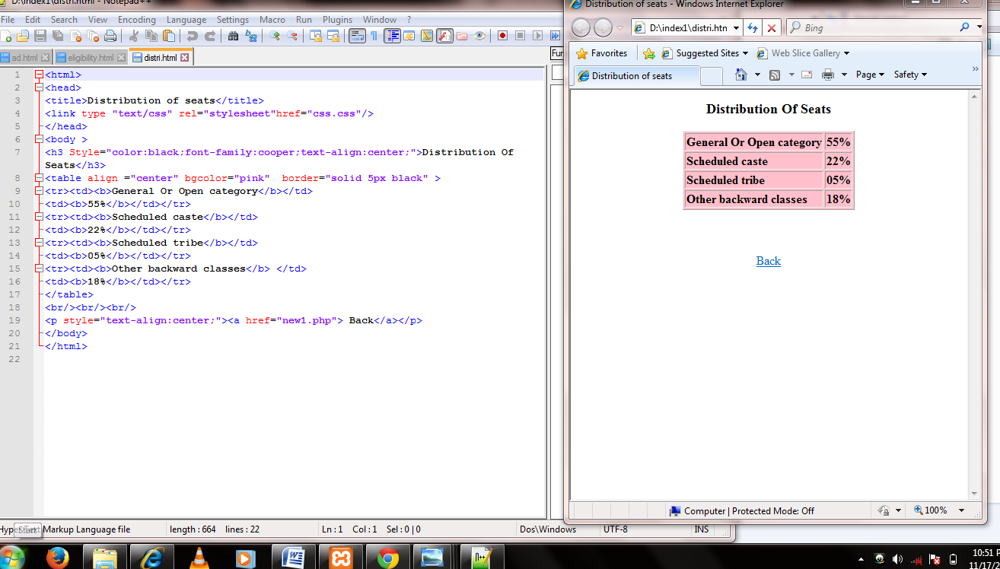 D:\index1\distri.html - Notepad++
File Edit Search View Encoding Language Settings Macro Run Plugins Window ?
ad.html eligibility.html distri.html
1 <html>
2 <head>
3 <title>Distribution of seats</title>
4 <link type "text/css" rel="stylesheet"href="css.css"/>
5 </head>
6 <body >
7 <h3 Style="color:black;font-family:cooper;text-align:center;">Distribution Of
Seats</h3>
8 <table align ="center" bgcolor="pink"  border="solid 5px black" >
9 <tr><td><b>General Or Open category</b></td>
10 <td><b>55%</b></td></tr>
11 <tr><td><b>Scheduled caste</b></td>
12 <td><b>22%</b></td></tr>
13 <tr><td><b>Scheduled tribe</b></td>
14 <td><b>05%</b></td></tr>
15 <tr><td><b>Other backward classes</b> </td>
16 <td><b>18%</b></td></tr>
17 </table>
18 <br/><br/><br/>
19 <p style="text-align:center;"><a href="new1.php"> Back</a></p>
20 </body>
21 </html>
22
Start Markup Language file length : 664 lines : 22 Ln : 1 Col : 1 Sel : 0 | 0 Dos\Windows UTF-8 INS
Fur
Distribution of seats - Windows Internet Explorer
D:\index1\distri.htn Bing
Favorites Suggested Sites Web Slice Gallery
Distribution of seats Page Safety »
Distribution Of Seats
General Or Open category 55%
Scheduled caste 22%
Scheduled tribe 05%
Other backward classes 18%
Back
Computer | Protected Mode: Off 100%
10:51 P
11/17/2